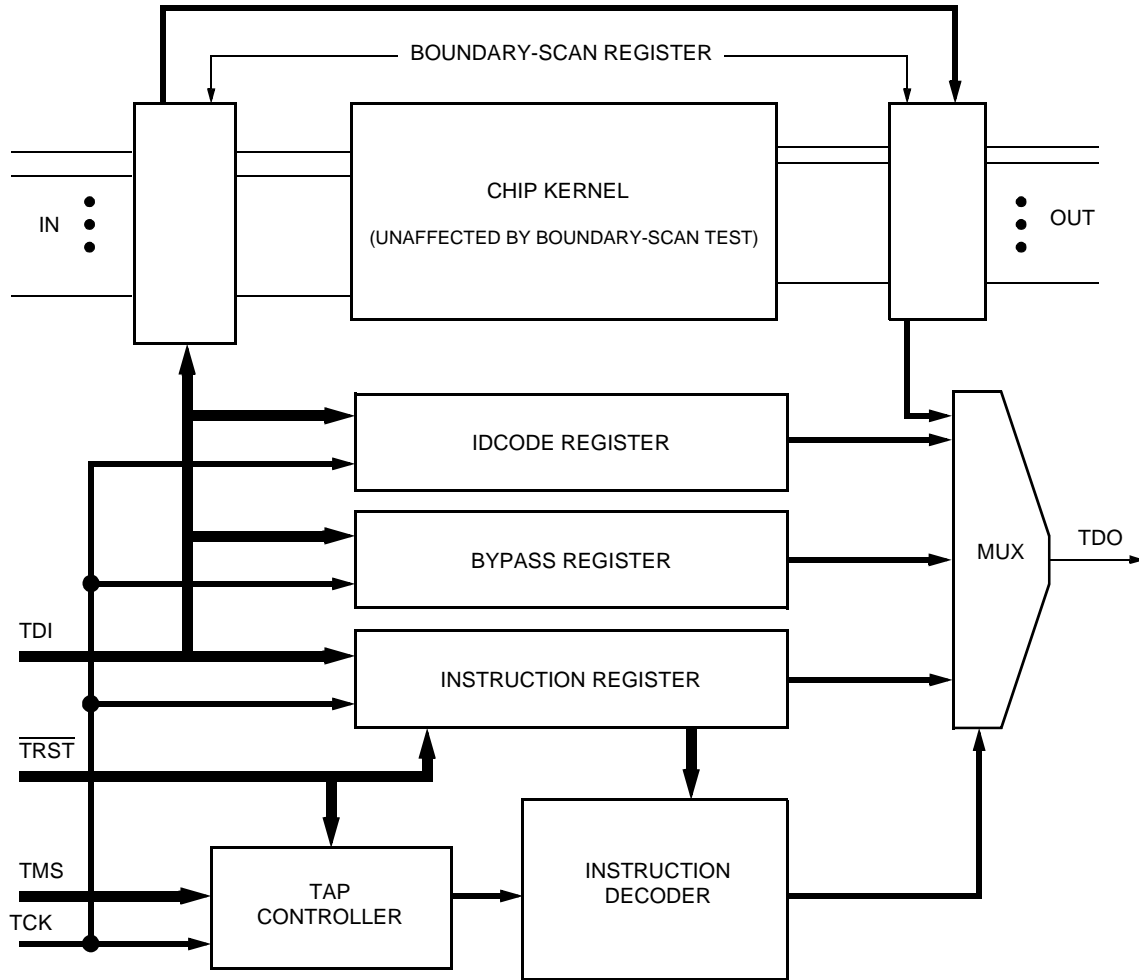 BOUNDARY-SCAN REGISTER
CHIP KERNEL
(UNAFFECTED BY BOUNDARY-SCAN TEST)
IN
OUT
IDCODE REGISTER
BYPASS REGISTER
MUX
TDO
TDI
INSTRUCTION REGISTER
TRST
TMS
TAP
CONTROLLER
INSTRUCTION
DECODER
TCK